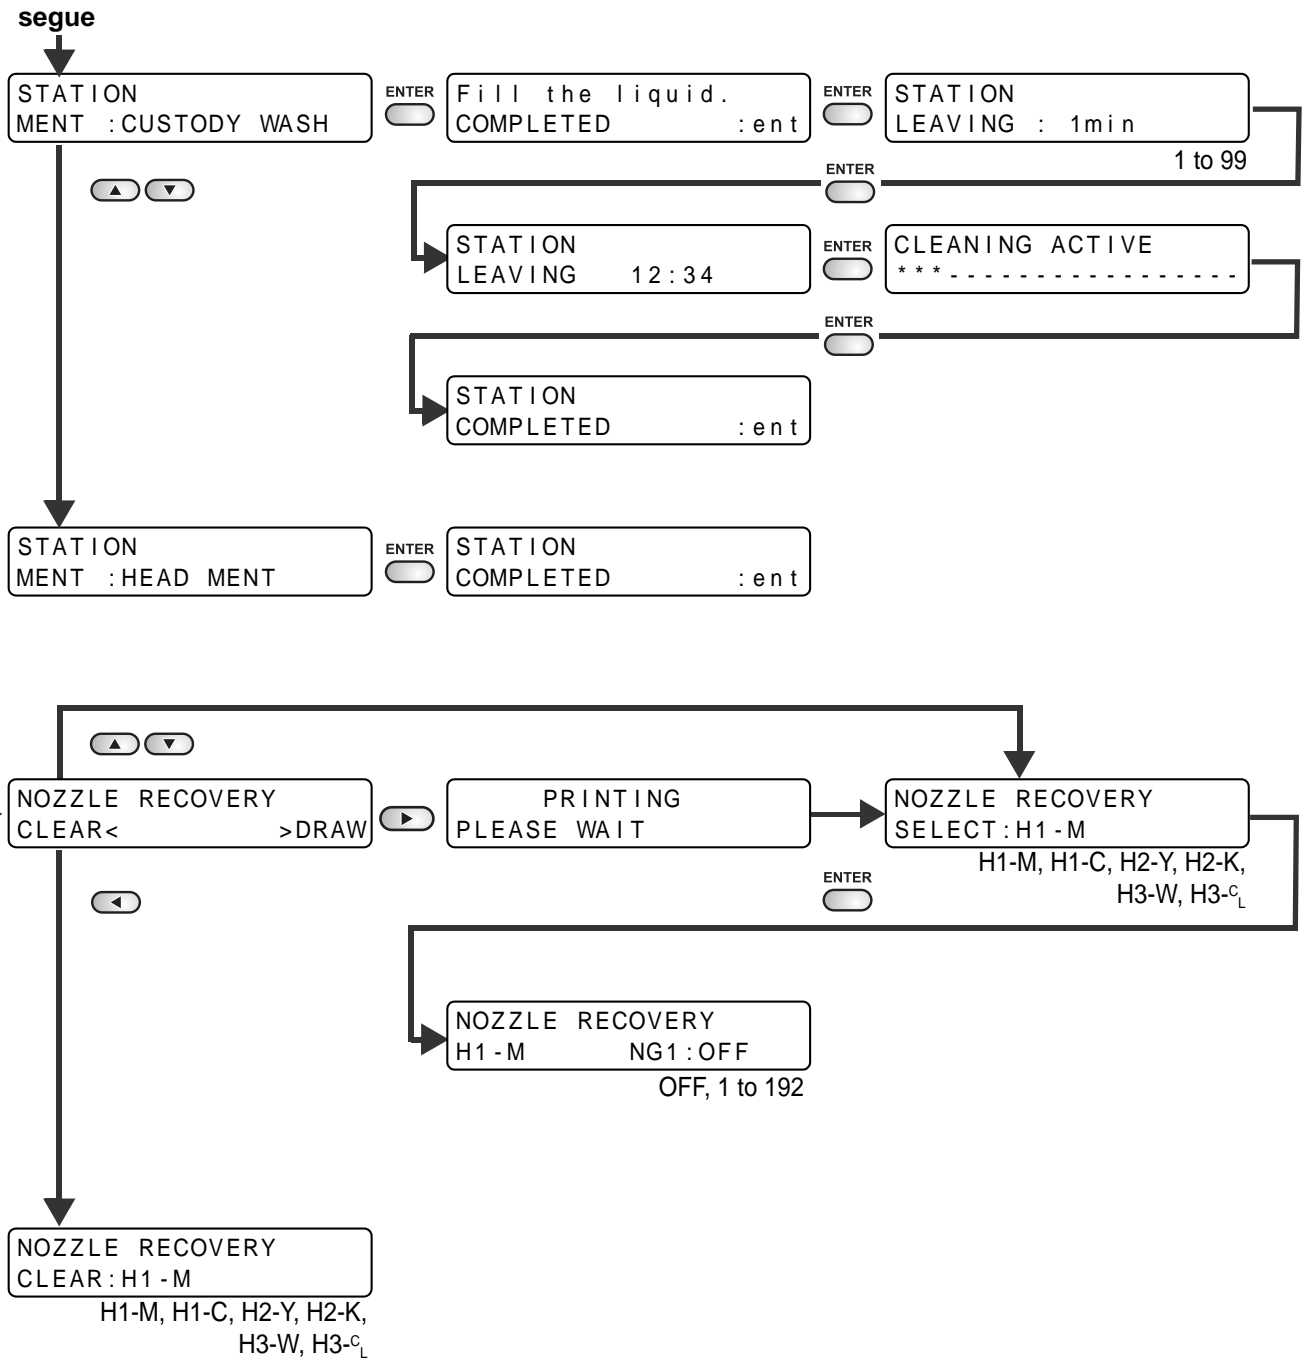 segue
STATION
MENT :CUSTODY WASH
ENTER
Fill the liquid.
COMPLETED :ent
ENTER
STATION
LEAVING : 1min
1 to 99
ENTER
STATION
LEAVING 12:34
ENTER
CLEANING ACTIVE
***-----------------
ENTER
STATION
COMPLETED :ent
STATION
MENT :HEAD MENT
ENTER
STATION
COMPLETED :ent
NOZZLE RECOVERY
CLEAR< >DRAW
PRINTING
PLEASE WAIT
NOZZLE RECOVERY
SELECT:H1-M
H1-M, H1-C, H2-Y, H2-K,
H3-W, H3-CL
ENTER
NOZZLE RECOVERY
H1-M NG1:OFF
OFF, 1 to 192
NOZZLE RECOVERY
CLEAR:H1-M
H1-M, H1-C, H2-Y, H2-K,
H3-W, H3-CL